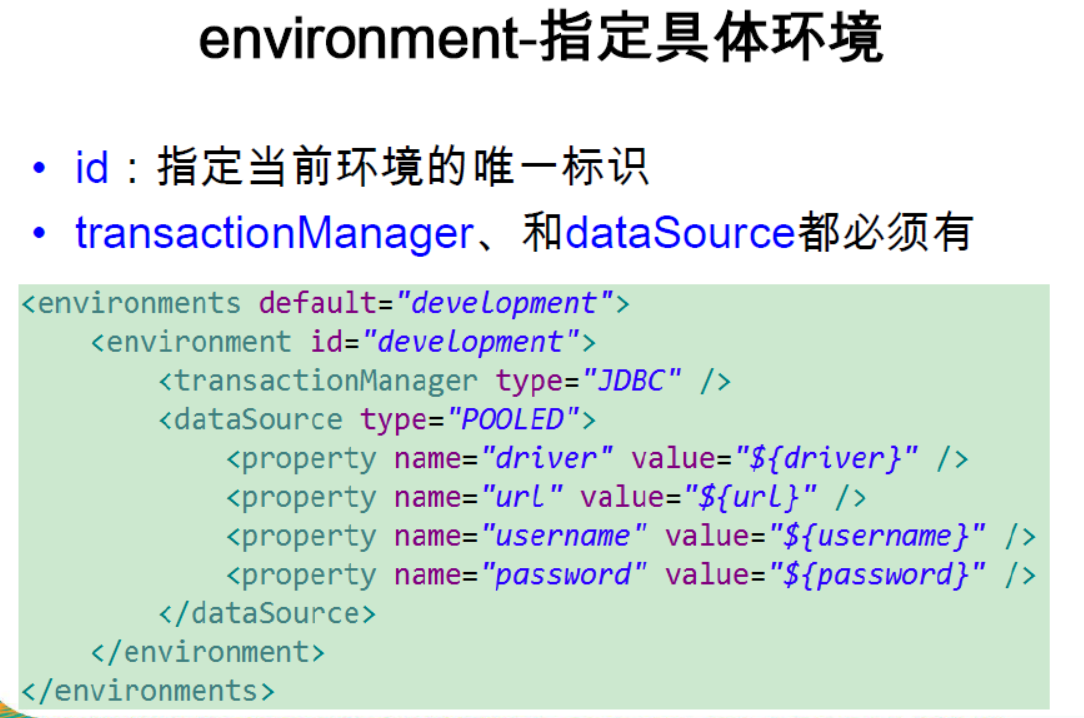 environment-指定具体环境
• id：指定当前环境的唯一标识
• transactionManager、和dataSource都必须有
<environments default="development">
    <environment id="development">
        <transactionManager type="JDBC" />
        <dataSource type="POOLED">
            <property name="driver" value="${driver}" />
            <property name="url" value="${url}" />
            <property name="username" value="${username}" />
            <property name="password" value="${password}" />
        </dataSource>
    </environment>
</environments>